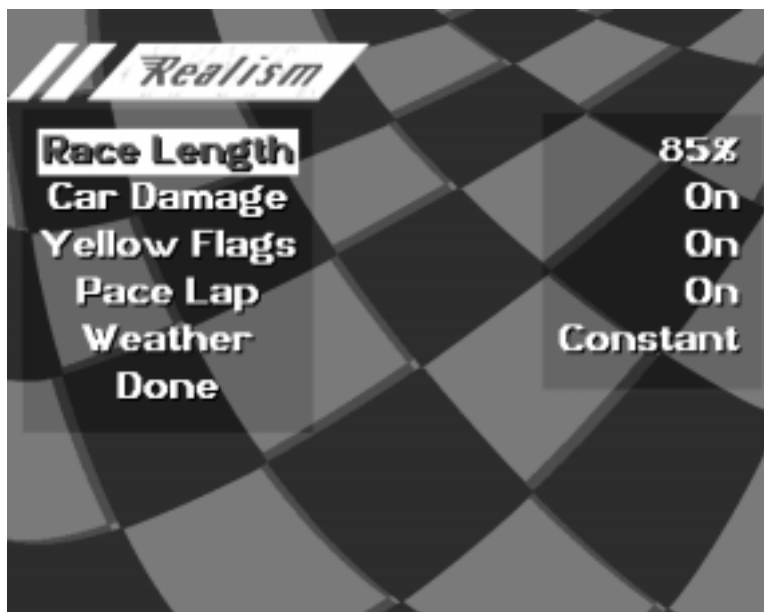 Realism
Race Length 85%
Car Damage On
Yellow Flags On
Pace Lap On
Weather Constant
Done